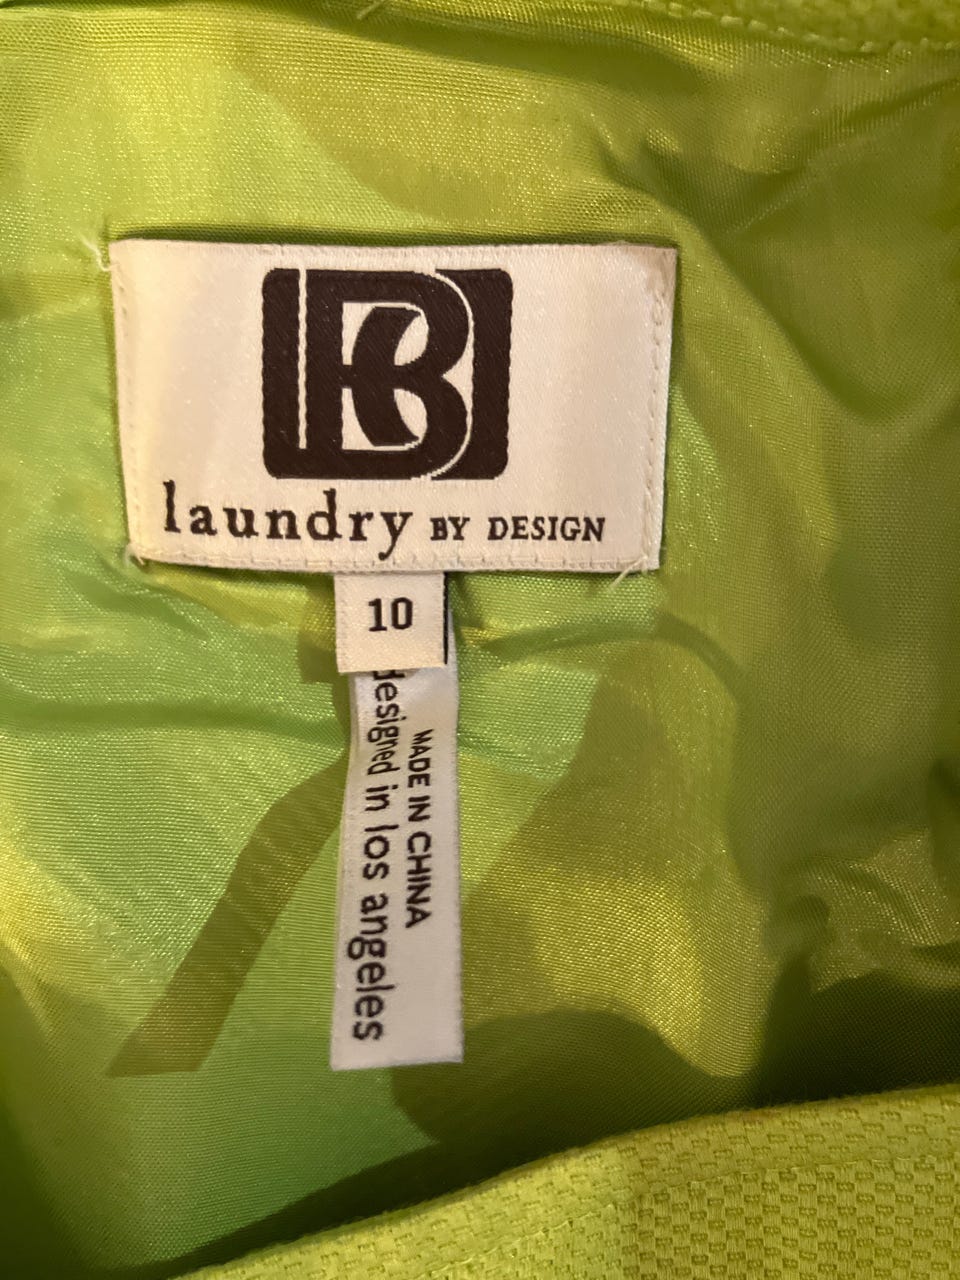 laundry BY DESIGN
10
MADE IN CHINA
designed in los angeles